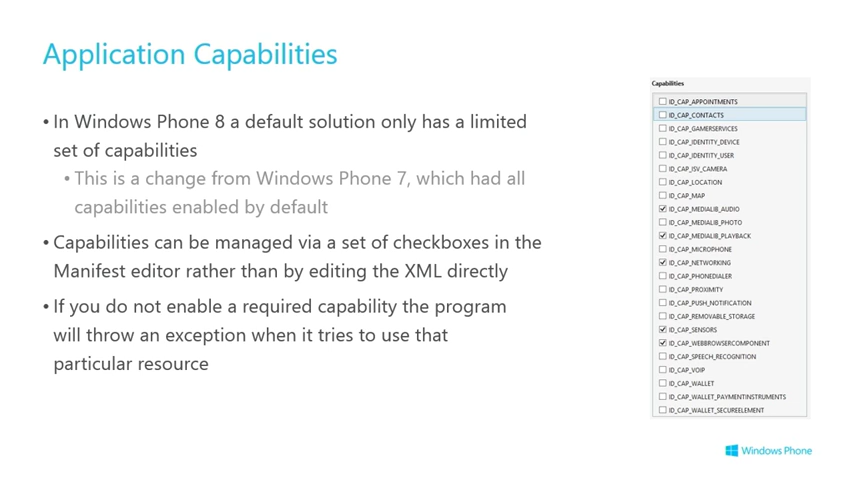 Application Capabilities
• In Windows Phone 8 a default solution only has a limited
set of capabilities
• This is a change from Windows Phone 7, which had all
capabilities enabled by default
• Capabilities can be managed via a set of checkboxes in the
Manifest editor rather than by editing the XML directly
• If you do not enable a required capability the program
will throw an exception when it tries to use that
particular resource
Capabilities
ID_CAP_APPOINTMENTS
ID_CAP_CONTACTS
ID_CAP_GAMERSERVICES
ID_CAP_IDENTITY_DEVICE
ID_CAP_IDENTITY_USER
ID_CAP_ISV_CAMERA
ID_CAP_LOCATION
ID_CAP_MAP
ID_CAP_MEDIALIB_AUDIO
ID_CAP_MEDIALIB_PHOTO
ID_CAP_MEDIALIB_PLAYBACK
ID_CAP_MICROPHONE
ID_CAP_NETWORKING
ID_CAP_PHONEDIALER
ID_CAP_PROXIMITY
ID_CAP_PUSH_NOTIFICATION
ID_CAP_REMOVABLE_STORAGE
ID_CAP_SENSORS
ID_CAP_WEBBROWSERCOMPONENT
ID_CAP_SPEECH_RECOGNITION
ID_CAP_VOIP
ID_CAP_WALLET
ID_CAP_WALLET_PAYMENTINSTRUMENTS
ID_CAP_WALLET_SECUREELEMENT
Windows Phone